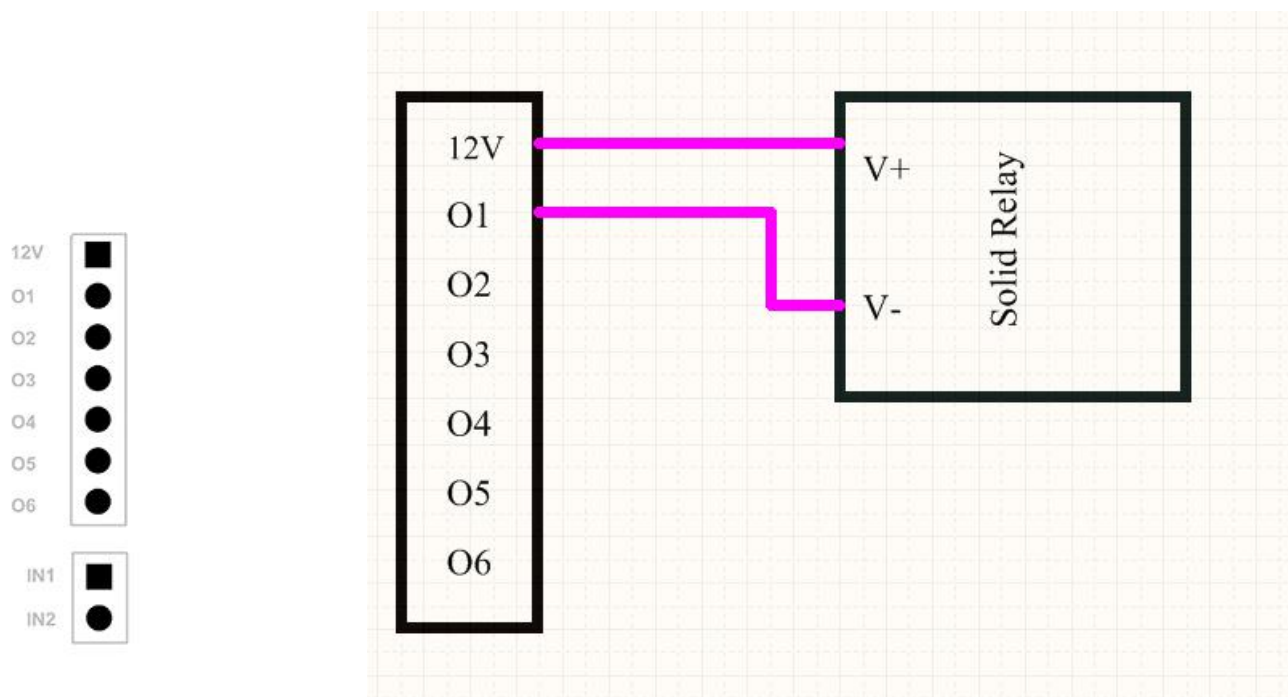 12V
O1
O2
O3
O4
O5
O6
IN1
IN2
12V
O1
O2
O3
O4
O5
O6
V+
V-
Solid Relay